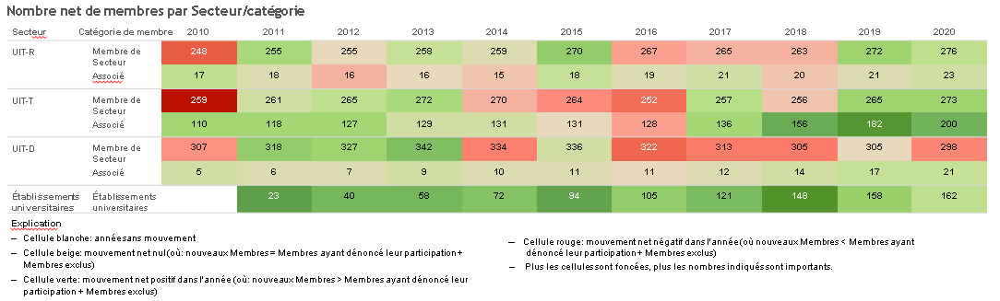 Nombre net de membres par Secteur/catégorie
Secteur Catégorie de membre 2010 2011 2012 2013 2014 2015 2016 2017 2018 2019 2020
UIT-R Membre de Secteur 248 255 255 258 259 270 267 265 263 272 276
Associé 17 18 16 16 15 18 19 21 20 21 23
UIT-T Membre de Secteur 259 261 265 272 270 264 252 257 256 265 273
Associé 110 118 127 129 131 131 128 136 156 182 200
UIT-D Membre de Secteur 307 318 327 342 334 336 322 313 305 305 298
Associé 5 6 7 9 10 11 11 12 14 17 21
Établissements universitaires Établissements universitaires 23 40 58 72 94 105 121 148 158 162
Explication
– Cellule blanche: année sans mouvement
– Cellule beige: mouvement net nul (où: nouveaux Membres = Membres ayant dénoncé leur participation +
Membres exclus)
– Cellule verte: mouvement net positif dans l'année (où: nouveaux Membres > Membres ayant dénoncé leur
participation + Membres exclus)
– Cellule rouge: mouvement net négatif dans l'année (où nouveaux Membres < Membres ayant
dénoncé leur participation + Membres exclus)
– Plus les cellules sont foncées, plus les nombres indiqués sont importants.